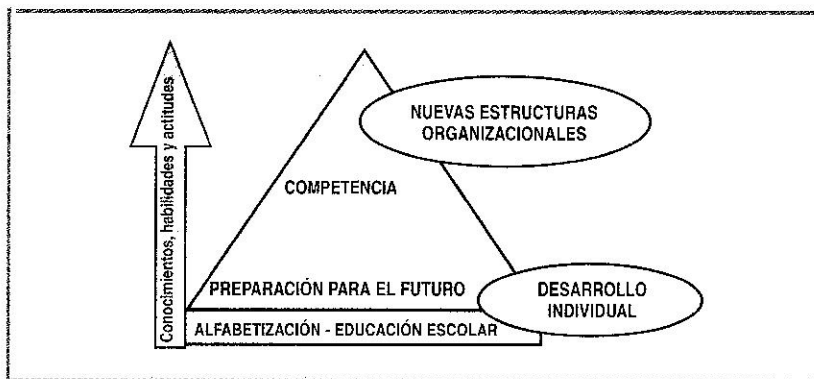 Conocimientos, habilidades y actitudes
NUEVAS ESTRUCTURAS
ORGANIZACIONALES
COMPETENCIA
PREPARACIÓN PARA EL FUTURO
DESARROLLO
INDIVIDUAL
ALFABETIZACIÓN - EDUCACIÓN ESCOLAR